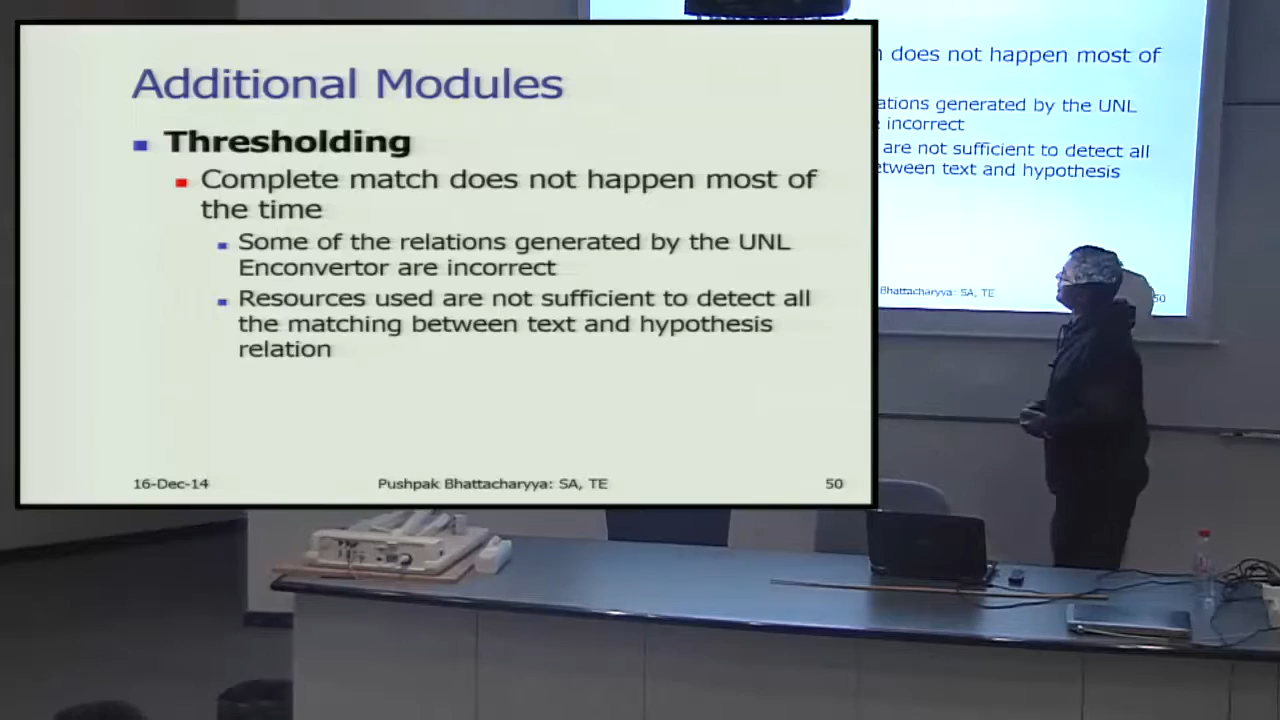 Additional Modules
Thresholding
Complete match does not happen most of
the time
Some of the relations generated by the UNL
Enconvertor are incorrect
Resources used are not sufficient to detect all
the matching between text and hypothesis
relation
16-Dec-14 Pushpak Bhattacharyya: SA, TE 50
does not happen most of
generated by the UNL
incorrect
are not sufficient to detect all
between text and hypothesis
Bhattacharyya: SA, TE 50